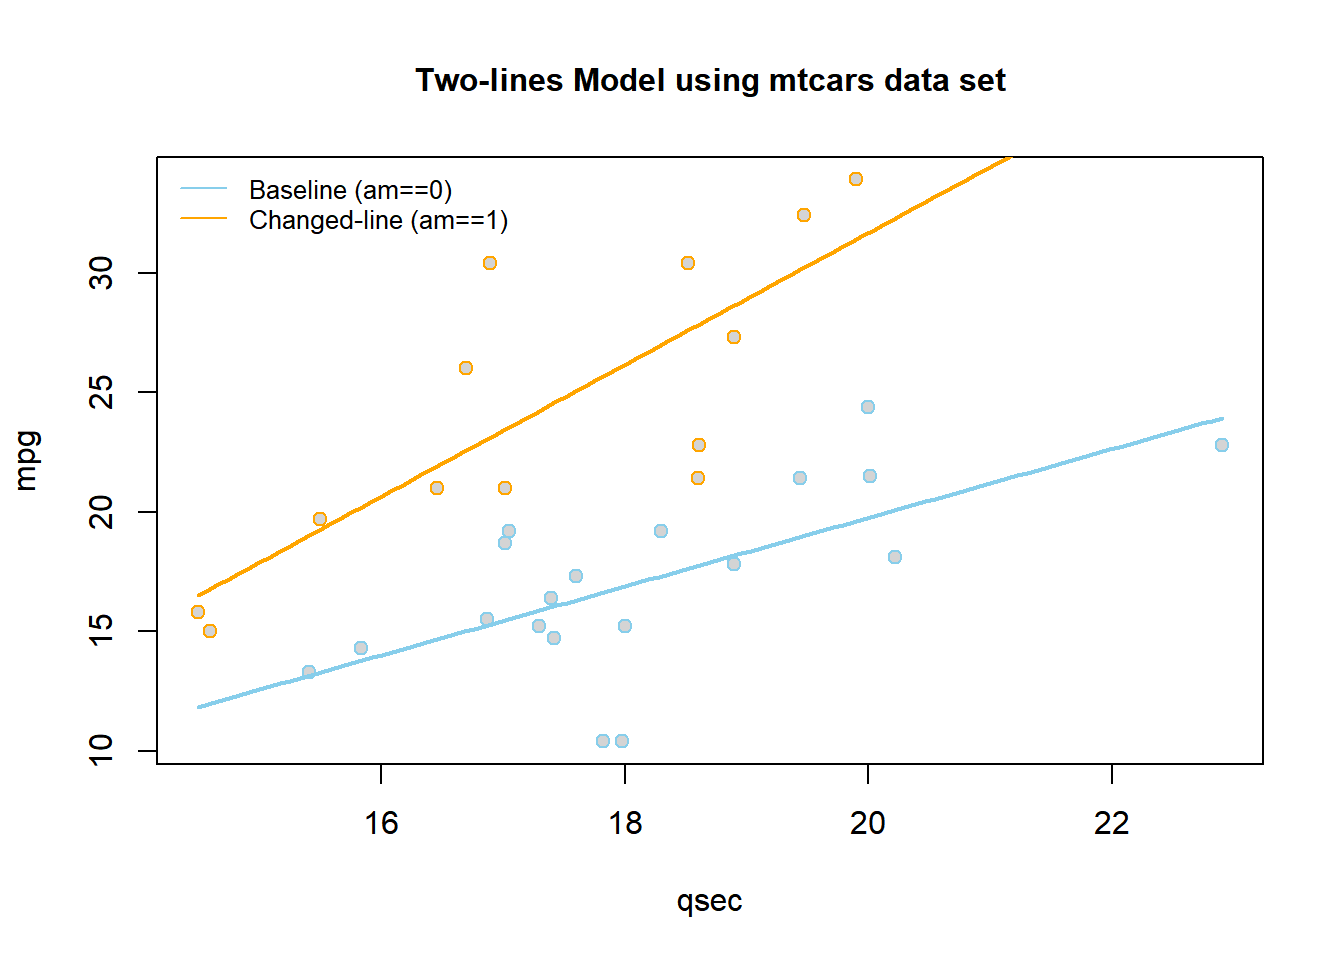 Two-lines Model using mtcars data set
Baseline (am==0)
Changed-line (am==1)
mpg
30
25
20
15
10
16 18 20 22
qsec